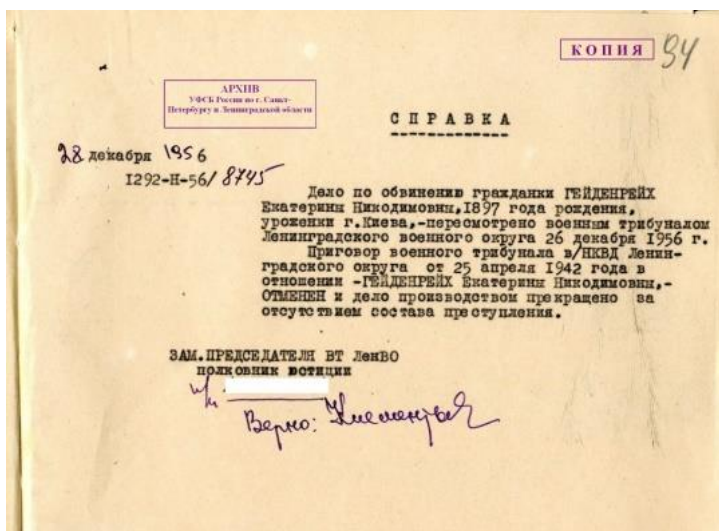 КОПИЯ 94
АРХИВ
УФСБ России по г. Санкт-
Петербургу и Ленинградской области
СПРАВКА
28 декабря 1956
1292-Н-56/8745
Дело по обвинению гражданки ГЕЙДЕНРЕЙХ
Екатерины Никодимовны,1897 года рождения,
уроженки г.Киева,-пересмотрено военным трибуналом
Ленинградского военного округа 26 декабря 1956 г.
Приговор военного трибунала в/НКВД Ленин-
градского округа от 25 апреля 1942 года в
отношении -ГЕЙДЕНРЕЙХ Екатерины Никодимовны,-
ОТМЕНЕН и дело производством прекращено за
отсутствием состава преступления.
ЗАМ.ПРЕДСЕДАТЕЛЯ ВТ ЛенВО
полковник юстиции
Верно: